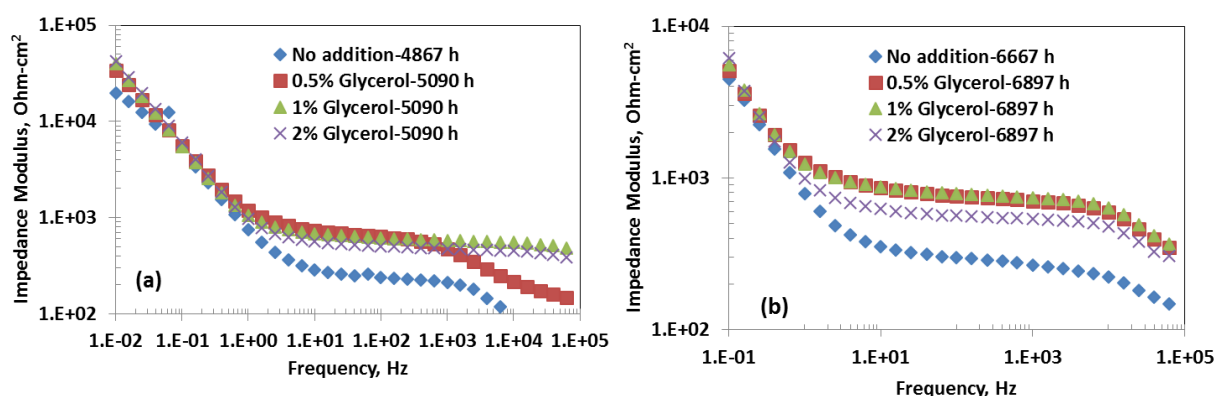 Impedance Modulus, Ohm-cm²
1.E+05
1.E+04
1.E+03
1.E+02
(a)
No addition-4867 h
0.5% Glycerol-5090 h
1% Glycerol-5090 h
2% Glycerol-5090 h
1.E-02 1.E-01 1.E+00 1.E+01 1.E+02 1.E+03 1.E+04 1.E+05
Frequency, Hz
Impedance Modulus, Ohm-cm²
1.E+04
1.E+03
1.E+02
(b)
No addition-6667 h
0.5% Glycerol-6897 h
1% Glycerol-6897 h
2% Glycerol-6897 h
1.E-01 1.E+01 1.E+03 1.E+05
Frequency, Hz